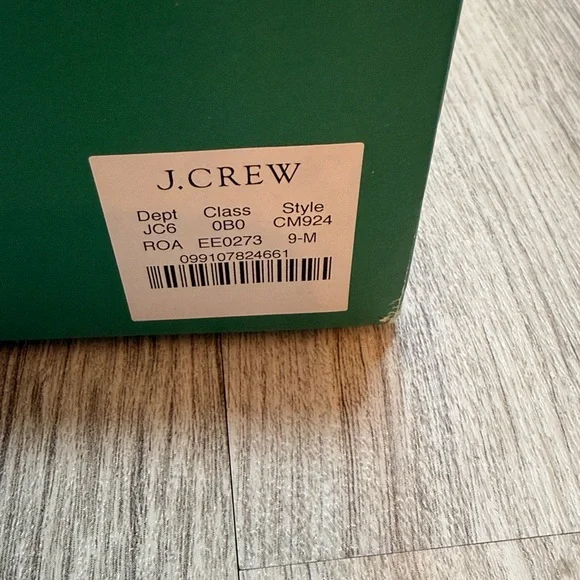 J.CREW
Dept Class Style
JC6 0B0 CM924
ROA EE0273 9-M
099107824661